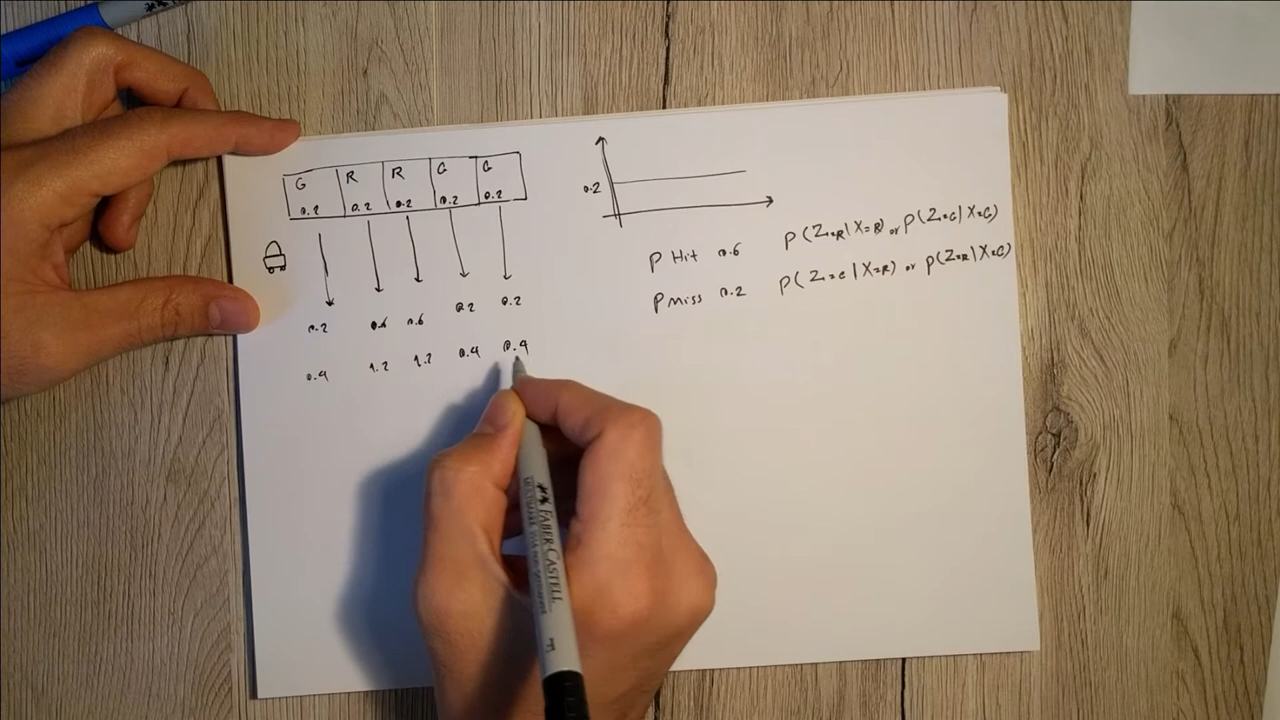 G R R G G
0.2 0.2 0.2 0.2 0.2
0.2
P Hit 0.6 P(Z=R|X=R) or P(Z=G|X=G)
P miss 0.2 P(Z=G|X=R) or P(Z=R|X=G)
0.2 0.6 0.6 0.2 0.2
0.4 1.2 1.2 0.4 0.4
FABER-CASTELL